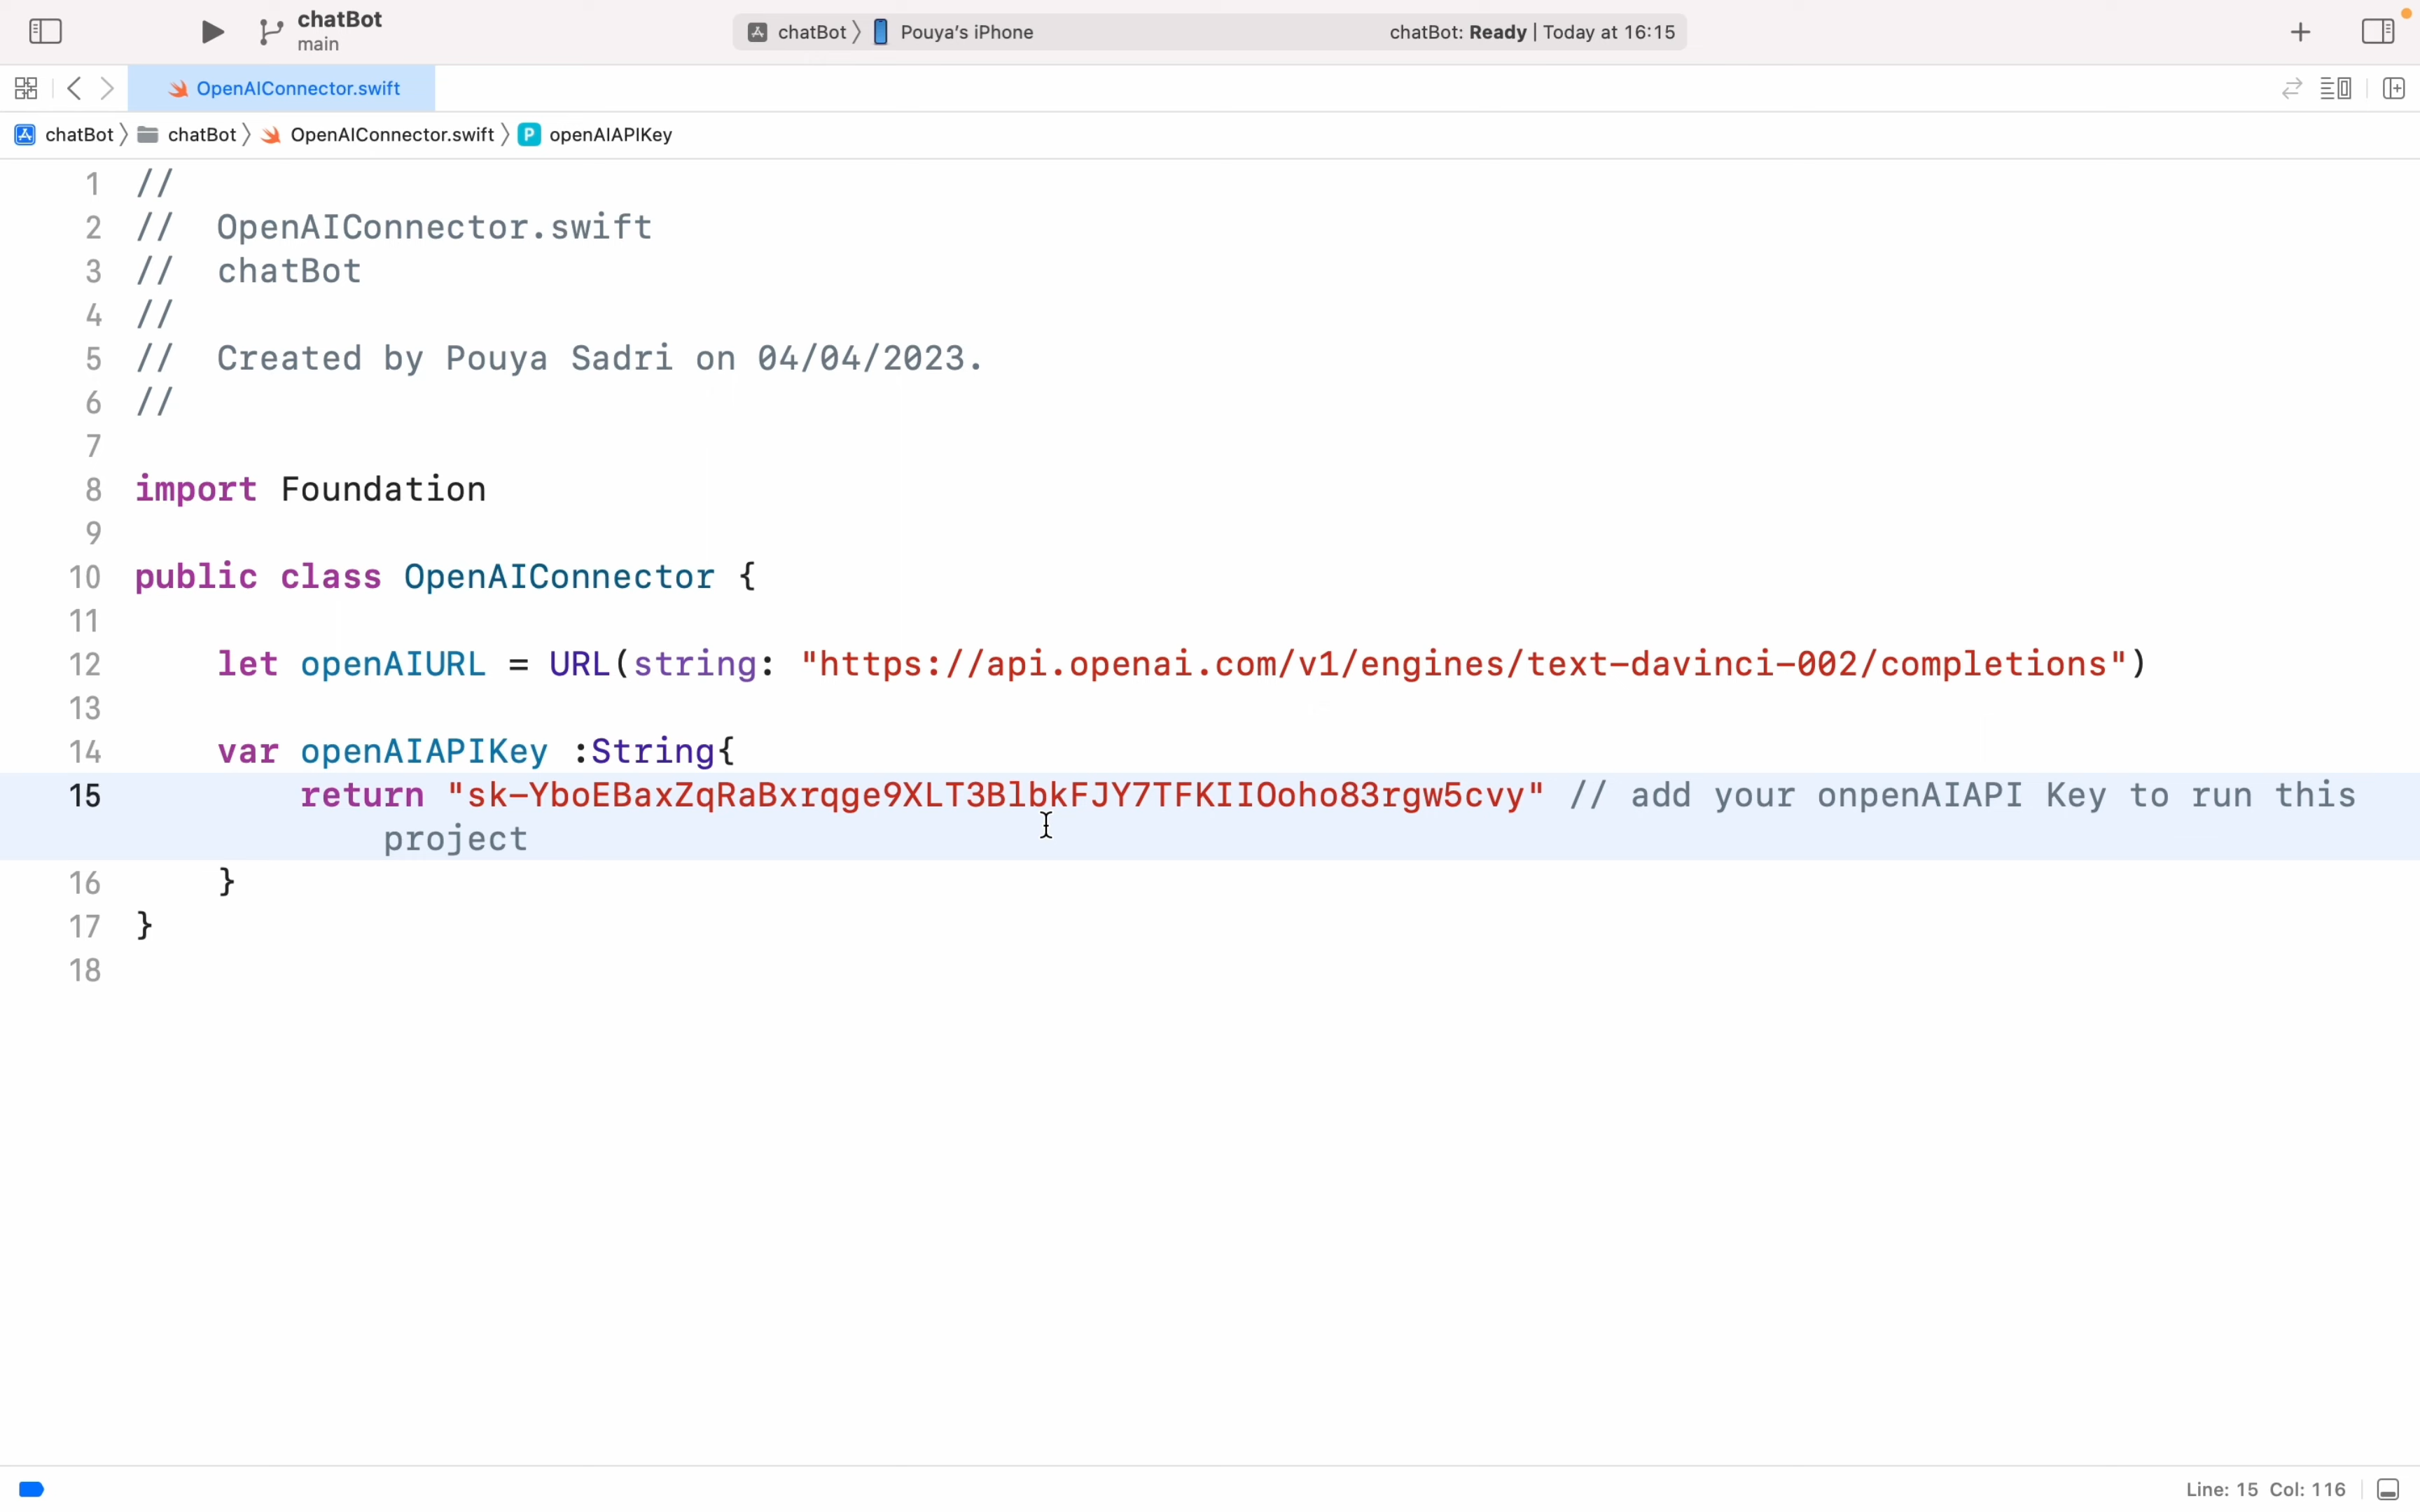 chatBot
main
chatBot
Pouya's iPhone
chatBot: Ready | Today at 16:15
OpenAIConnector.swift
chatBot 〉 chatBot 〉 OpenAIConnector.swift 〉 P openAIAPIKey
1 //
2 //  OpenAIConnector.swift
3 //  chatBot
4 //
5 //  Created by Pouya Sadri on 04/04/2023.
6 //
7
8 import Foundation
9
10 public class OpenAIConnector {
11
12     let openAIURL = URL(string: "https://api.openai.com/v1/engines/text-davinci-002/completions")
13
14     var openAIAPIKey :String{
15         return "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" // add your onpenAIAPI Key to run this
project
16     }
17 }
18
Line: 15 Col: 116